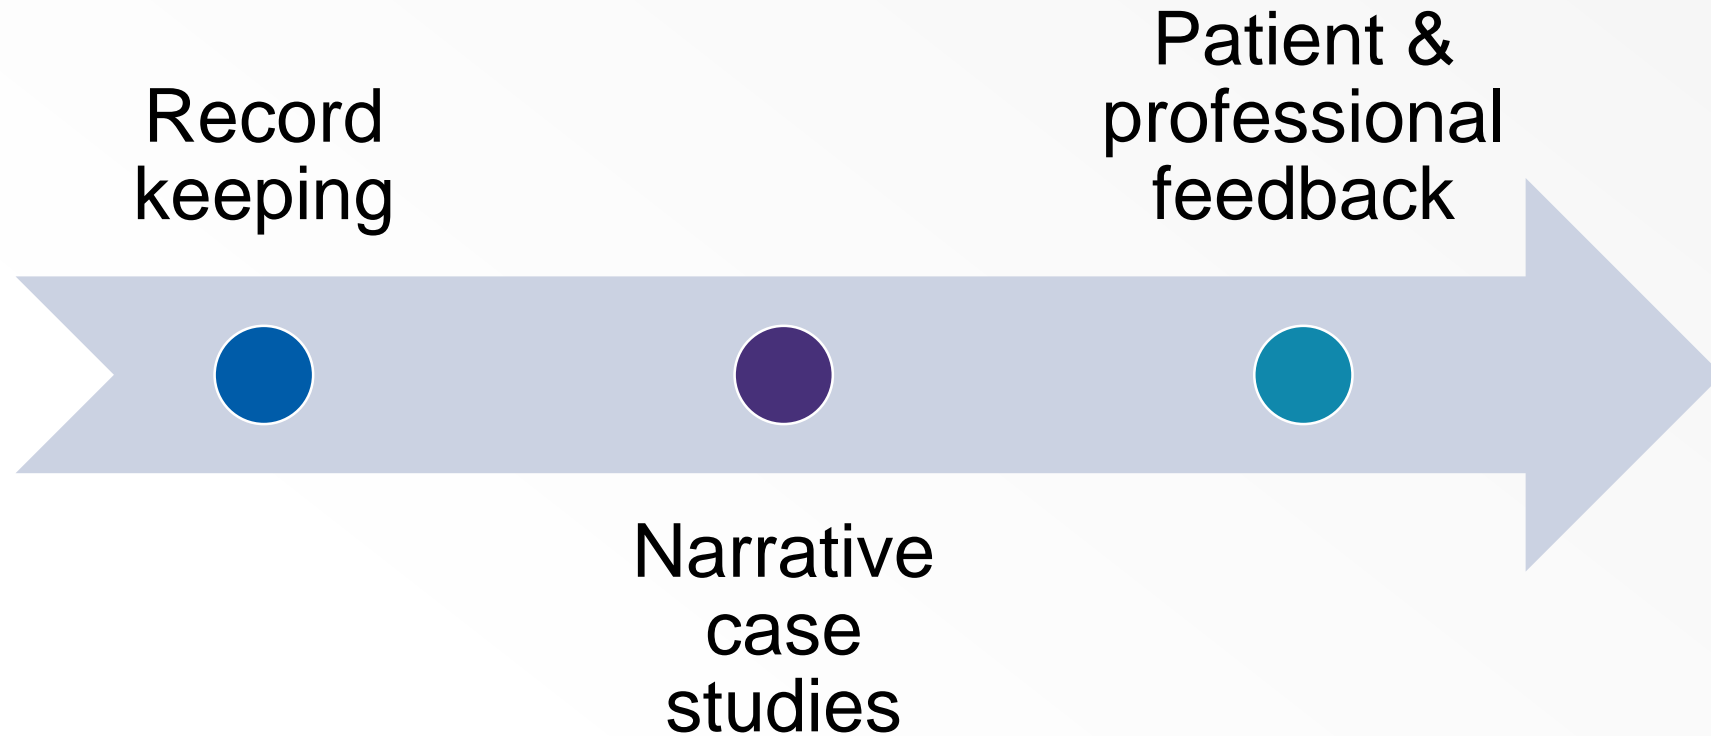 Record
keeping
Narrative
case
studies
Patient &
professional
feedback